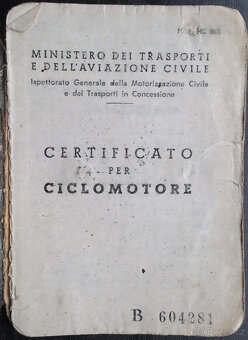 MINISTERO DEI TRASPORTI
E DELL'AVIAZIONE CIVILE
Ispettorato Generale della Motorizzazione Civile
e dei Trasporti in Concessione
CERTIFICATO
PER
CICLOMOTORE
B 604281